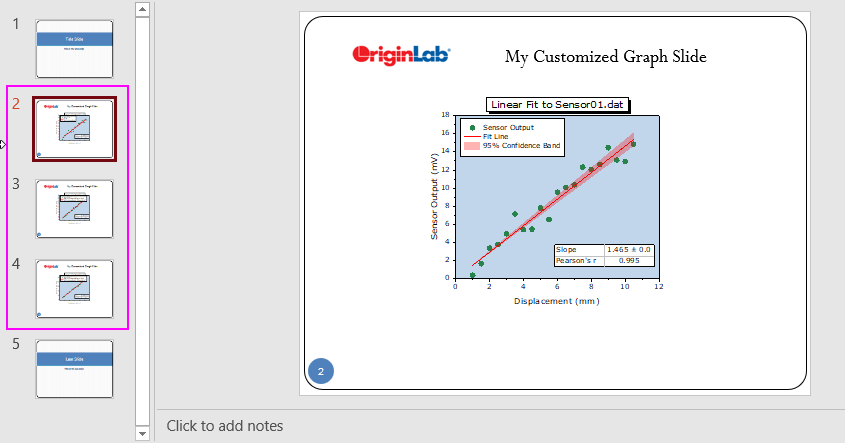 1
Title Slide
2
3
4
5
Last Slide
OriginLab®
My Customized Graph Slide
Linear Fit to Sensor01.dat
Sensor Output
Fit Line
95% Confidence Band
Sensor Output (mV)
18
16
14
12
10
8
6
4
2
0
Slope 1.465 ± 0.0
Pearson's r 0.995
0 2 4 6 8 10 12
Displacement (mm)
2
Click to add notes